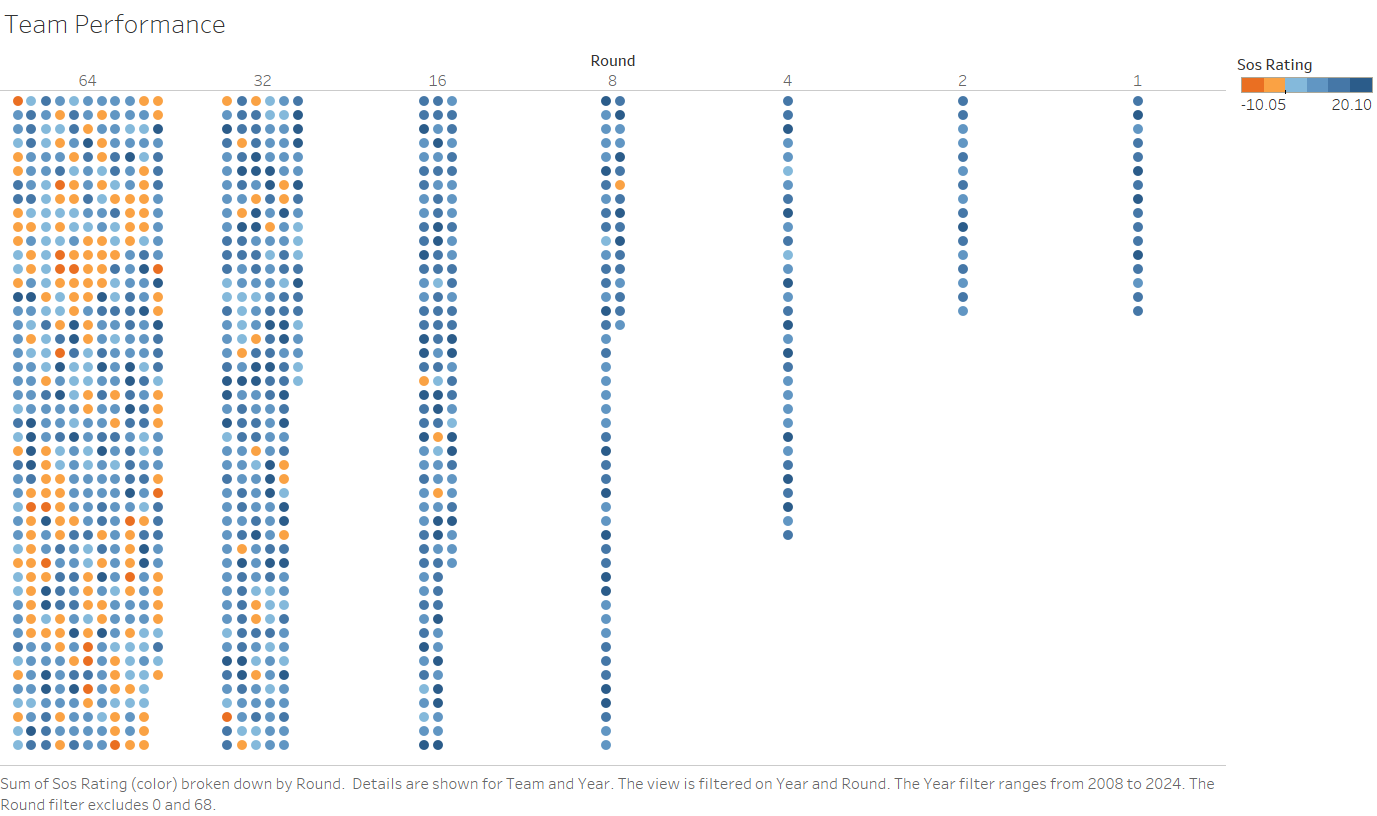 Team Performance
Round
64 32 16 8 4 2 1
Sos Rating
-10.05 20.10
Sum of Sos Rating (color) broken down by Round.  Details are shown for Team and Year. The view is filtered on Year and Round. The Year filter ranges from 2008 to 2024. The
Round filter excludes 0 and 68.